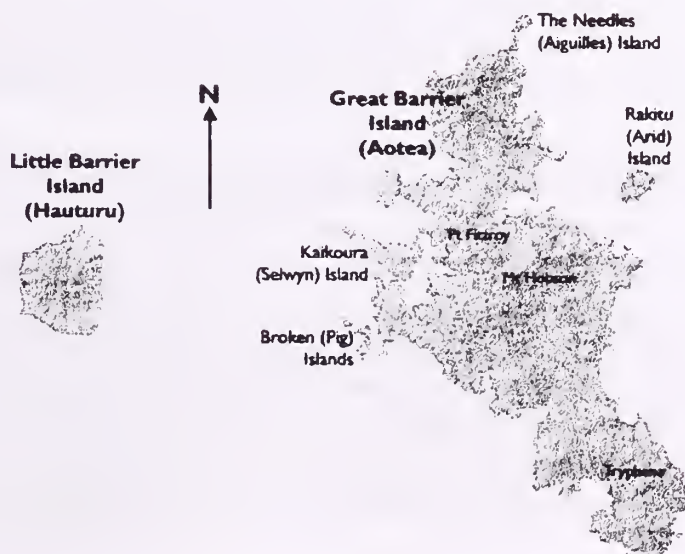 The Needles
(Aiguilles) Island
N
Great Barrier
Island
(Aotea)
Rakitu
(Arid)
Island
Little Barrier
Island
(Hauturu)
Pt Fitzroy
Kaikoura
(Selwyn) Island
Mt Hobson
Broken (Pig)
Islands
Tryphena